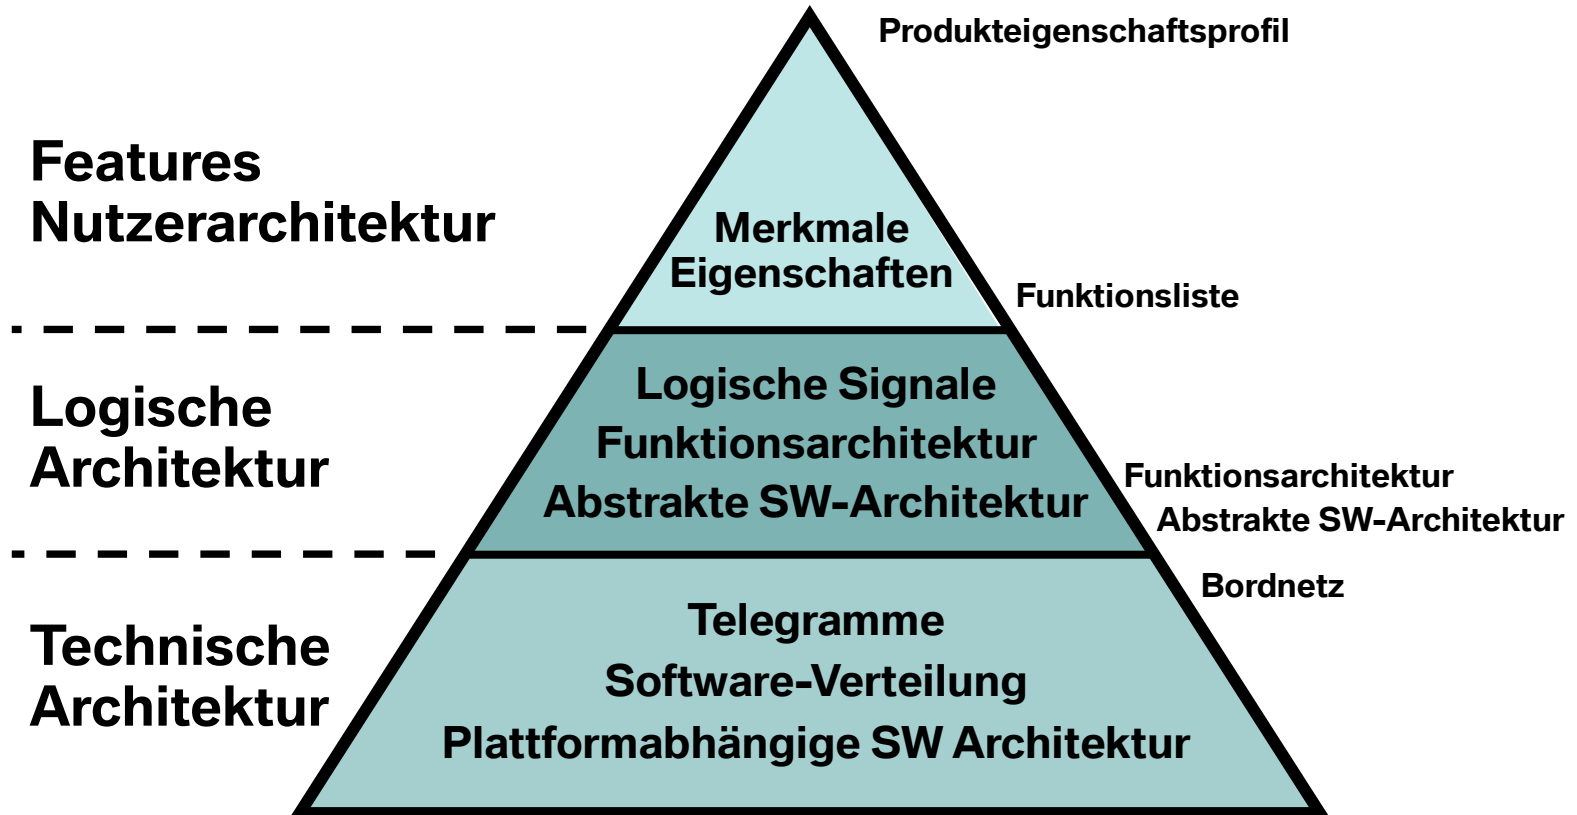 Produkteigenschaftsprofil
Features
Nutzerarchitektur
Merkmale
Eigenschaften
Funktionsliste
Logische
Architektur
Logische Signale
Funktionsarchitektur
Abstrakte SW-Architektur
Funktionsarchitektur
Abstrakte SW-Architektur
Bordnetz
Technische
Architektur
Telegramme
Software-Verteilung
Plattformabhängige SW Architektur